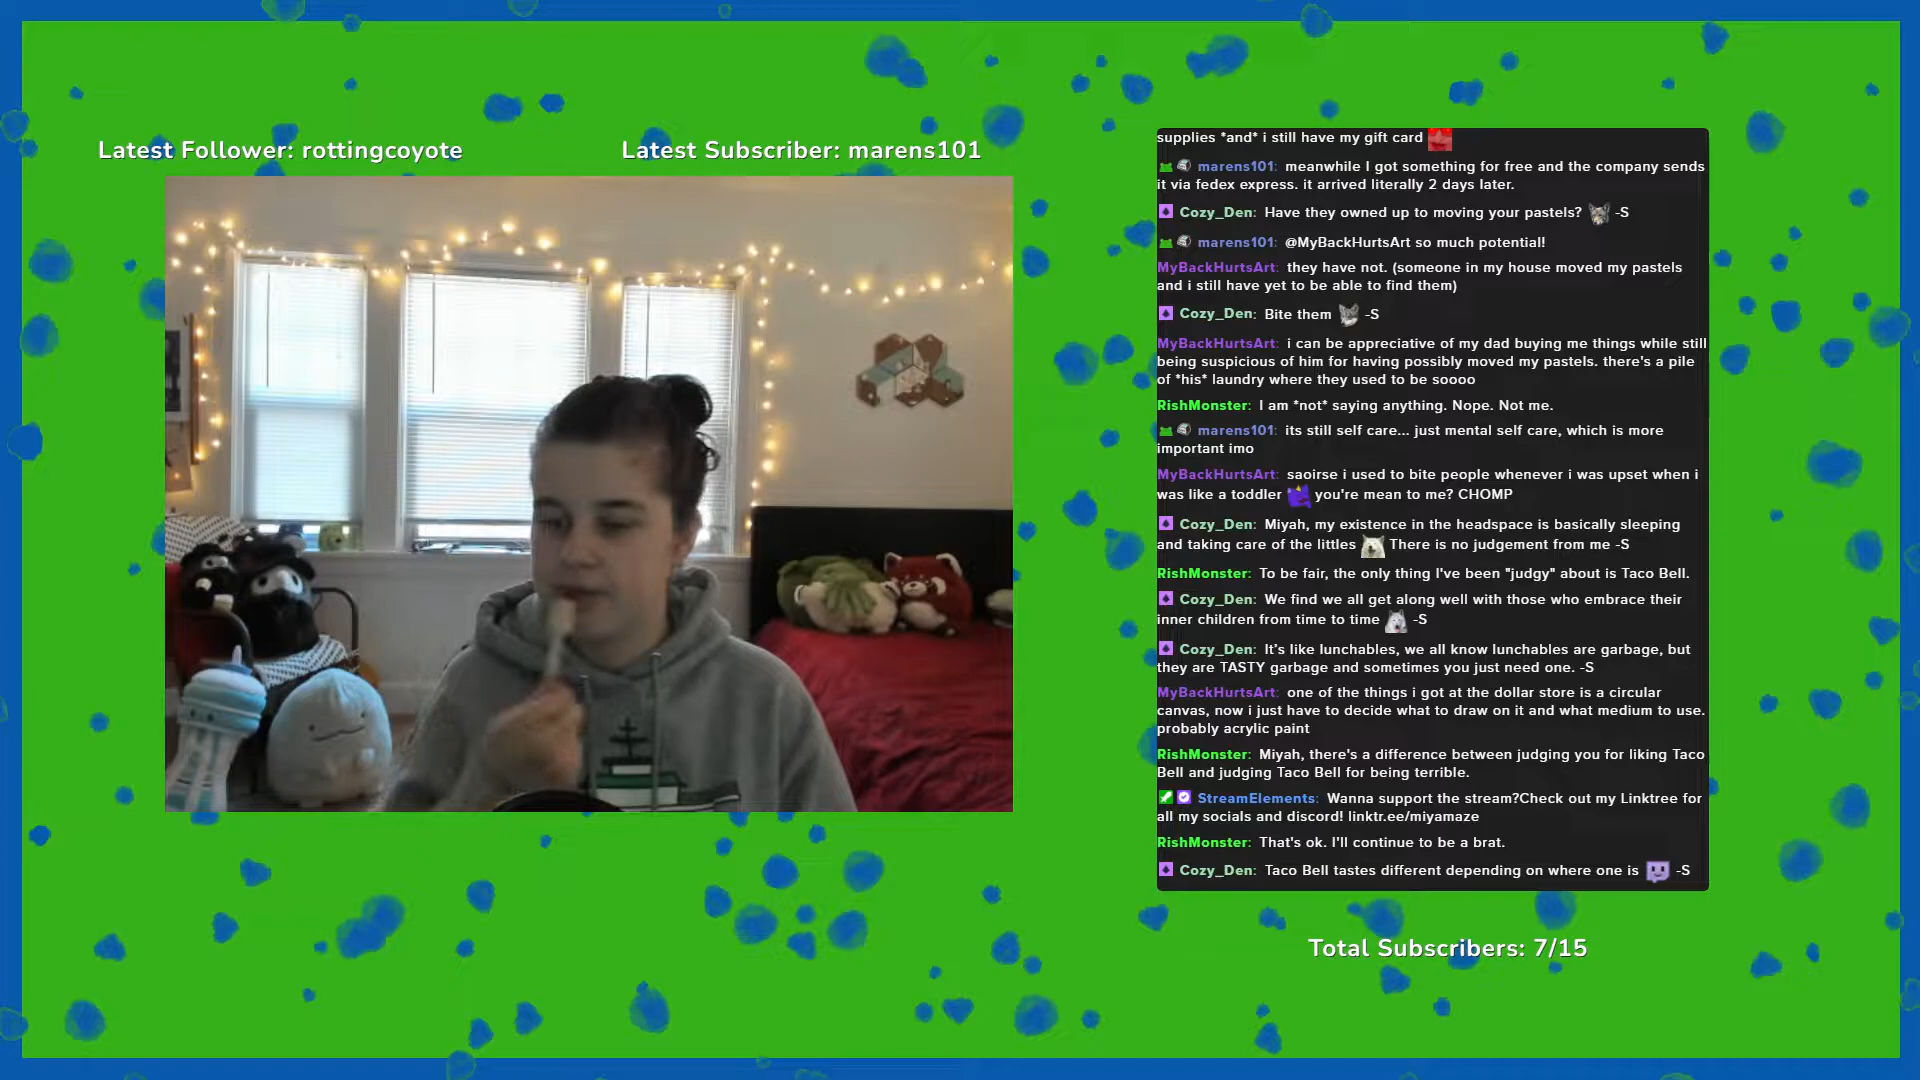 Latest Follower: rottingcoyote
Latest Subscriber: marens101
supplies *and* i still have my gift card
marens101: meanwhile I got something for free and the company sends
it via fedex express. it arrived literally 2 days later.
Cozy_Den: Have they owned up to moving your pastels? -S
marens101: @MyBackHurtsArt so much potential!
MyBackHurtsArt: they have not. (someone in my house moved my pastels
and i still have yet to be able to find them)
Cozy_Den: Bite them -S
MyBackHurtsArt: i can be appreciative of my dad buying me things while still
being suspicious of him for having possibly moved my pastels. there's a pile
of *his* laundry where they used to be soooo
RishMonster: I am *not* saying anything. Nope. Not me.
marens101: its still self care... just mental self care, which is more
important imo
MyBackHurtsArt: saoirse i used to bite people whenever i was upset when i
was like a toddler you're mean to me? CHOMP
Cozy_Den: Miyah, my existence in the headspace is basically sleeping
and taking care of the littles There is no judgement from me -S
RishMonster: To be fair, the only thing I've been "judgy" about is Taco Bell.
Cozy_Den: We find we all get along well with those who embrace their
inner children from time to time -S
Cozy_Den: It's like lunchables, we all know lunchables are garbage, but
they are TASTY garbage and sometimes you just need one. -S
MyBackHurtsArt: one of the things i got at the dollar store is a circular
canvas, now i just have to decide what to draw on it and what medium to use.
probably acrylic paint
RishMonster: Miyah, there's a difference between judging you for liking Taco
Bell and judging Taco Bell for being terrible.
StreamElements: Wanna support the stream?Check out my Linktree for
all my socials and discord! linktr.ee/miyamaze
RishMonster: That's ok. I'll continue to be a brat.
Cozy_Den: Taco Bell tastes different depending on where one is -S
Total Subscribers: 7/15